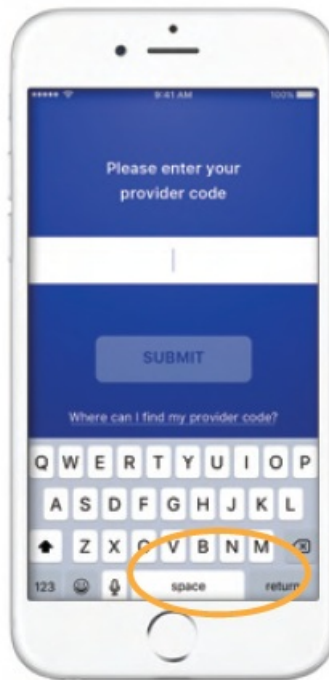 9:41 AM 100%
Please enter your
provider code
SUBMIT
Where can I find my provider code?
Q W E R T Y U I O P
A S D F G H J K L
Z X C V B N M
123 space return